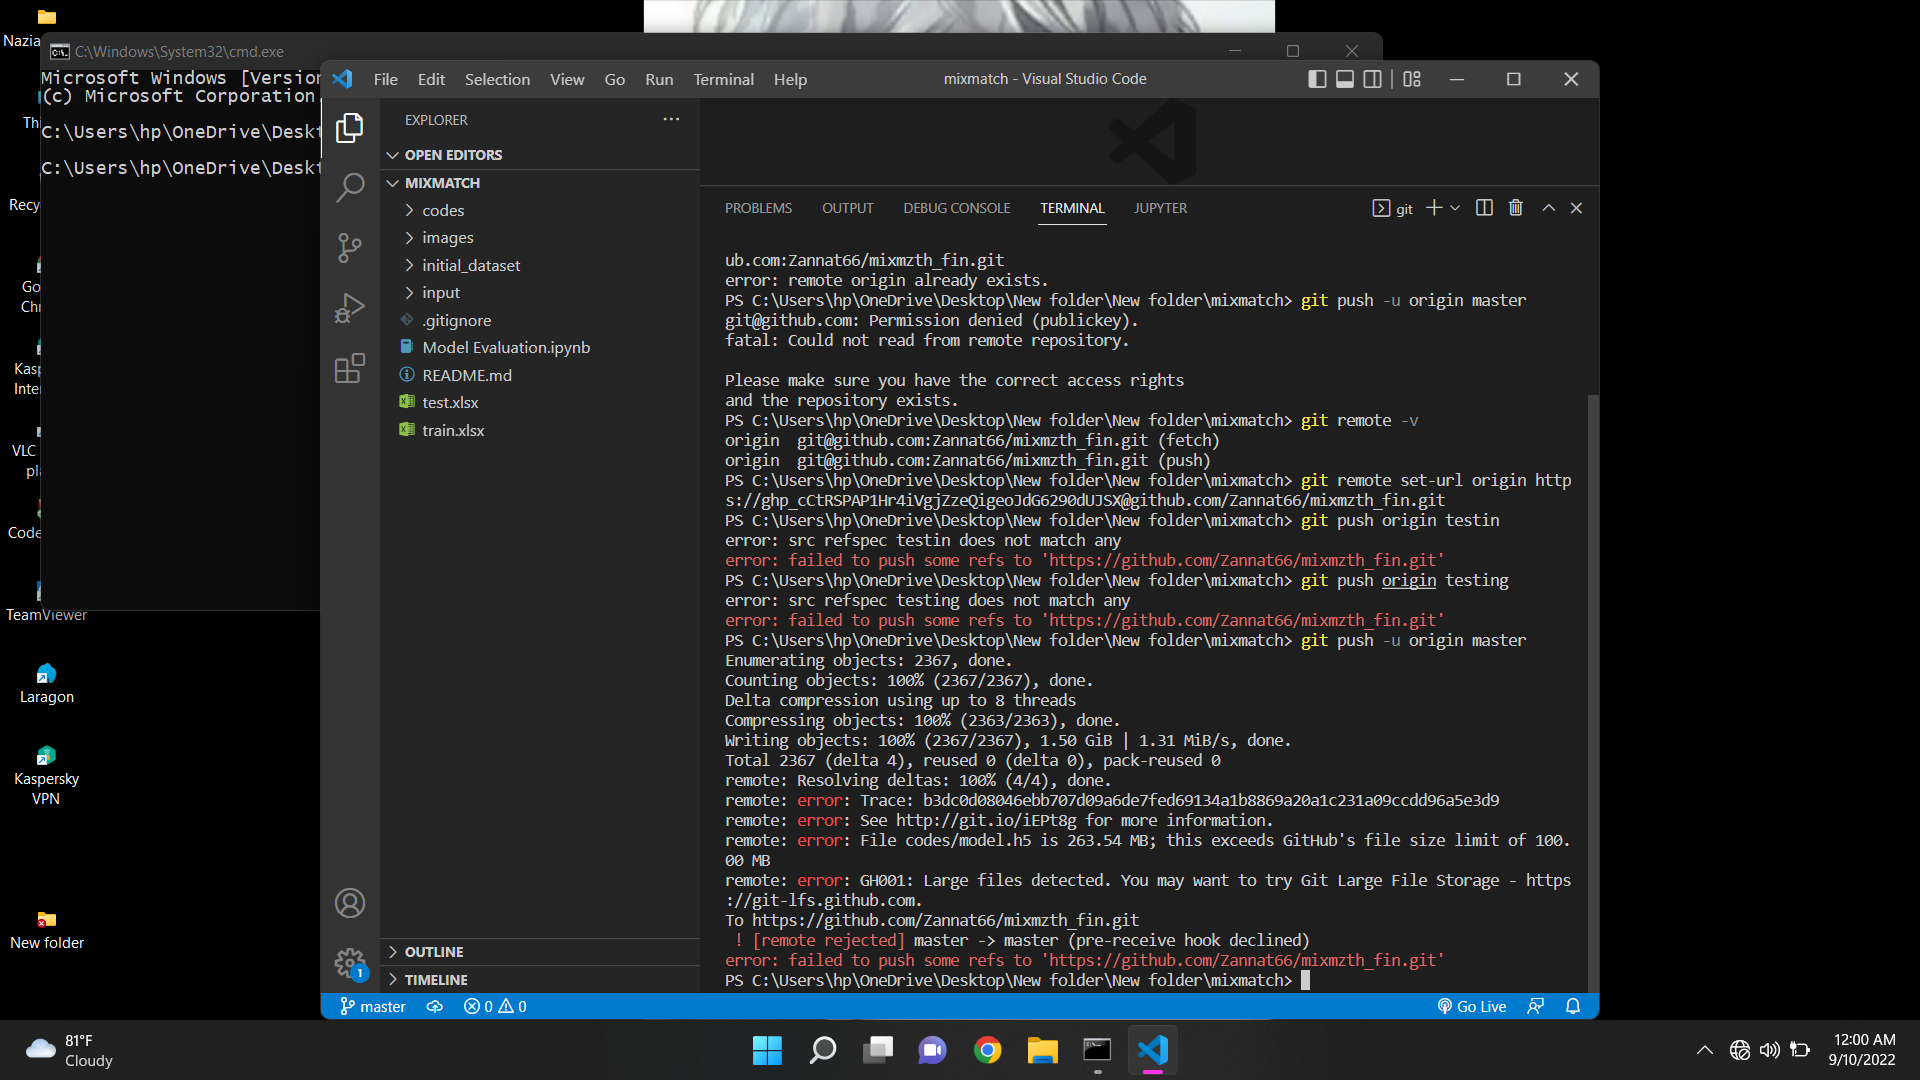 Nazia
Thi
Recy
Go
Chr
Kasp
Inter
VLC
pla
Code
TeamViewer
Laragon
Kaspersky
VPN
New folder
C:\Windows\System32\cmd.exe
Microsoft Windows [Version
(c) Microsoft Corporation.
C:\Users\hp\OneDrive\Deskt
C:\Users\hp\OneDrive\Deskt
File Edit Selection View Go Run Terminal Help
mixmatch - Visual Studio Code
EXPLORER
OPEN EDITORS
MIXMATCH
codes
images
initial_dataset
input
.gitignore
Model Evaluation.ipynb
README.md
test.xlsx
train.xlsx
OUTLINE
TIMELINE
1
PROBLEMS OUTPUT DEBUG CONSOLE TERMINAL JUPYTER
git
ub.com:Zannat66/mixmzth_fin.git
error: remote origin already exists.
PS C:\Users\hp\OneDrive\Desktop\New folder\New folder\mixmatch> git push -u origin master
git@github.com: Permission denied (publickey).
fatal: Could not read from remote repository.
Please make sure you have the correct access rights
and the repository exists.
PS C:\Users\hp\OneDrive\Desktop\New folder\New folder\mixmatch> git remote -v
origin  git@github.com:Zannat66/mixmzth_fin.git (fetch)
origin  git@github.com:Zannat66/mixmzth_fin.git (push)
PS C:\Users\hp\OneDrive\Desktop\New folder\New folder\mixmatch> git remote set-url origin http
s://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@github.com/Zannat66/mixmzth_fin.git
PS C:\Users\hp\OneDrive\Desktop\New folder\New folder\mixmatch> git push origin testin
error: src refspec testin does not match any
error: failed to push some refs to 'https://github.com/Zannat66/mixmzth_fin.git'
PS C:\Users\hp\OneDrive\Desktop\New folder\New folder\mixmatch> git push origin testing
error: src refspec testing does not match any
error: failed to push some refs to 'https://github.com/Zannat66/mixmzth_fin.git'
PS C:\Users\hp\OneDrive\Desktop\New folder\New folder\mixmatch> git push -u origin master
Enumerating objects: 2367, done.
Counting objects: 100% (2367/2367), done.
Delta compression using up to 8 threads
Compressing objects: 100% (2363/2363), done.
Writing objects: 100% (2367/2367), 1.50 GiB | 1.31 MiB/s, done.
Total 2367 (delta 4), reused 0 (delta 0), pack-reused 0
remote: Resolving deltas: 100% (4/4), done.
remote: error: Trace: b3dc0d08046ebb707d09a6de7fed69134a1b8869a20a1c231a09ccdd96a5e3d9
remote: error: See http://git.io/iEPt8g for more information.
remote: error: File codes/model.h5 is 263.54 MB; this exceeds GitHub's file size limit of 100.
00 MB
remote: error: GH001: Large files detected. You may want to try Git Large File Storage - https
://git-lfs.github.com.
To https://github.com/Zannat66/mixmzth_fin.git
! [remote rejected] master -> master (pre-receive hook declined)
error: failed to push some refs to 'https://github.com/Zannat66/mixmzth_fin.git'
PS C:\Users\hp\OneDrive\Desktop\New folder\New folder\mixmatch>
master 0 0 Go Live
81°F
Cloudy
12:00 AM
9/10/2022